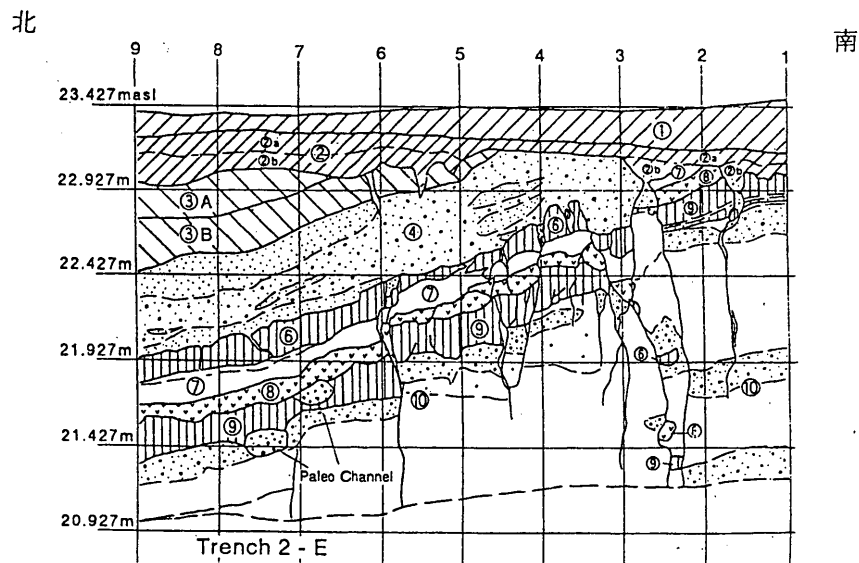 北
南
9 8 7 6 5 4 3 2 1
23.427masl
①
②a
②
②b
②a
②b ⑦ ⑧ ②b
22.927m
③A
⑨
③B
④
⑥
22.427m
⑦
⑥
⑨
21.927m
⑥
⑦
⑧
⑩
⑩
⑨
⑥
21.427m
⑨
Paleo Channel
20.927m
Trench 2 - E